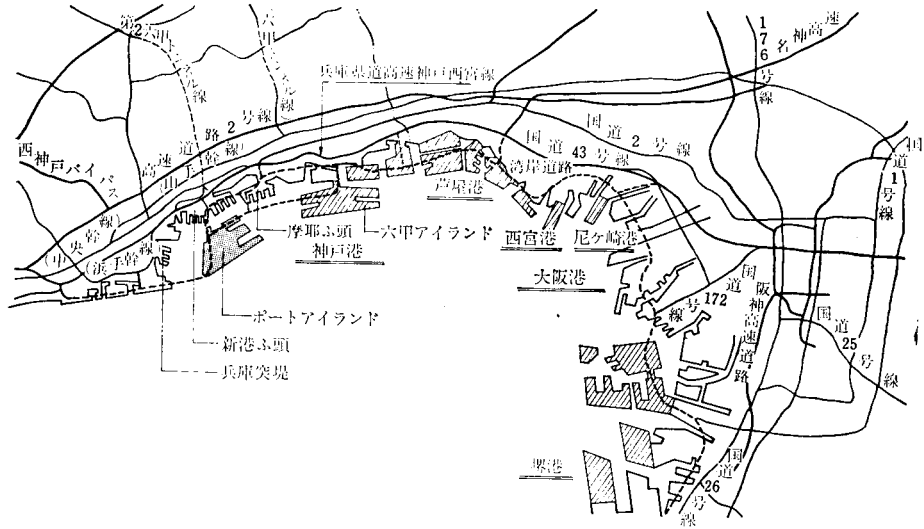 第2六甲トンネル線
六甲トンネル線
兵庫県道高速神戸西宮線
176号線
名神高速
西神戸バイパス
高速道路2号線
(山手幹線)
(中央幹線)
(浜手幹線)
国道43号線
国道2号線
国道1号線
湾岸道路
芦屋港
西宮港
尼ケ崎港
摩耶ふ頭
神戸港
六甲アイランド
大阪港
ポートアイランド
新港ふ頭
兵庫突堤
国道172号線
阪神高速道路
国道25号線
堺港
国道26号線